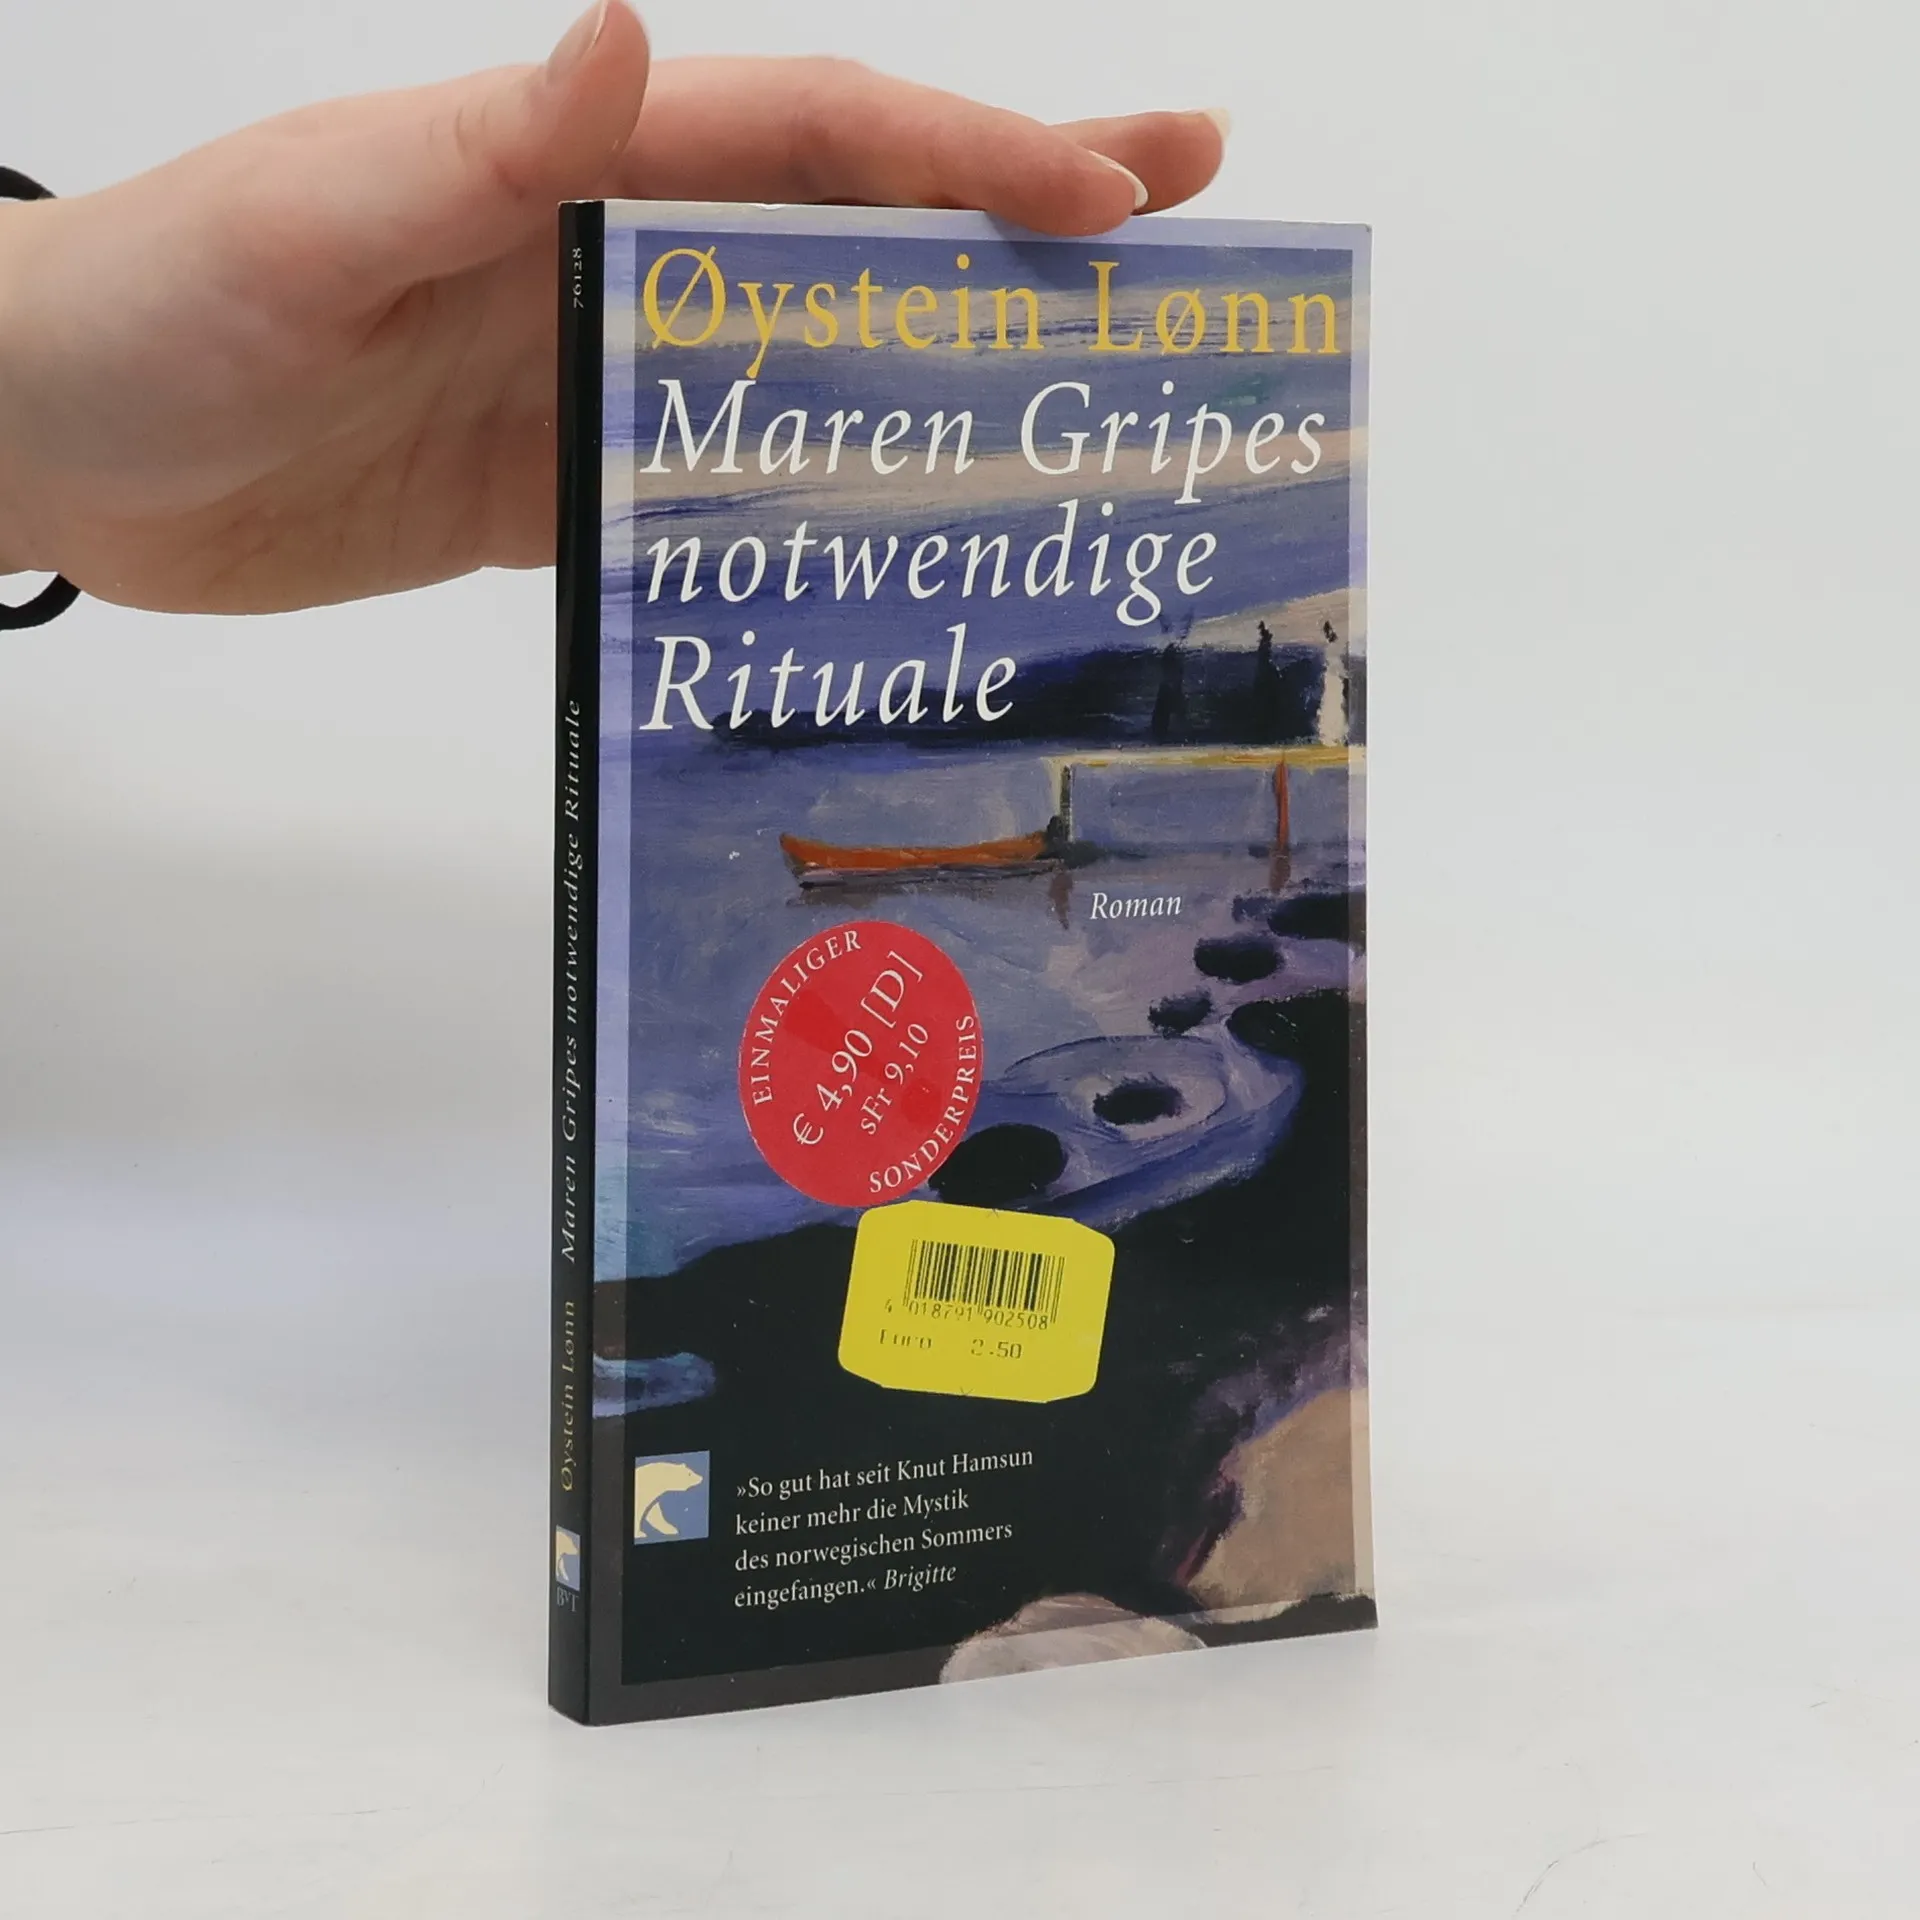 Øystein Lønn
Maren Gripes
notwendige
Rituale
Roman
EINMALIGER
€ 4,90 [D]
sFr 9,10
SONDERPREIS
4 018791 902508
Euro 2.50
»So gut hat seit Knut Hamsun
keiner mehr die Mystik
des norwegischen Sommers
eingefangen.« Brigitte
76128
Øystein Lønn Maren Gripes notwendige Rituale
BvT